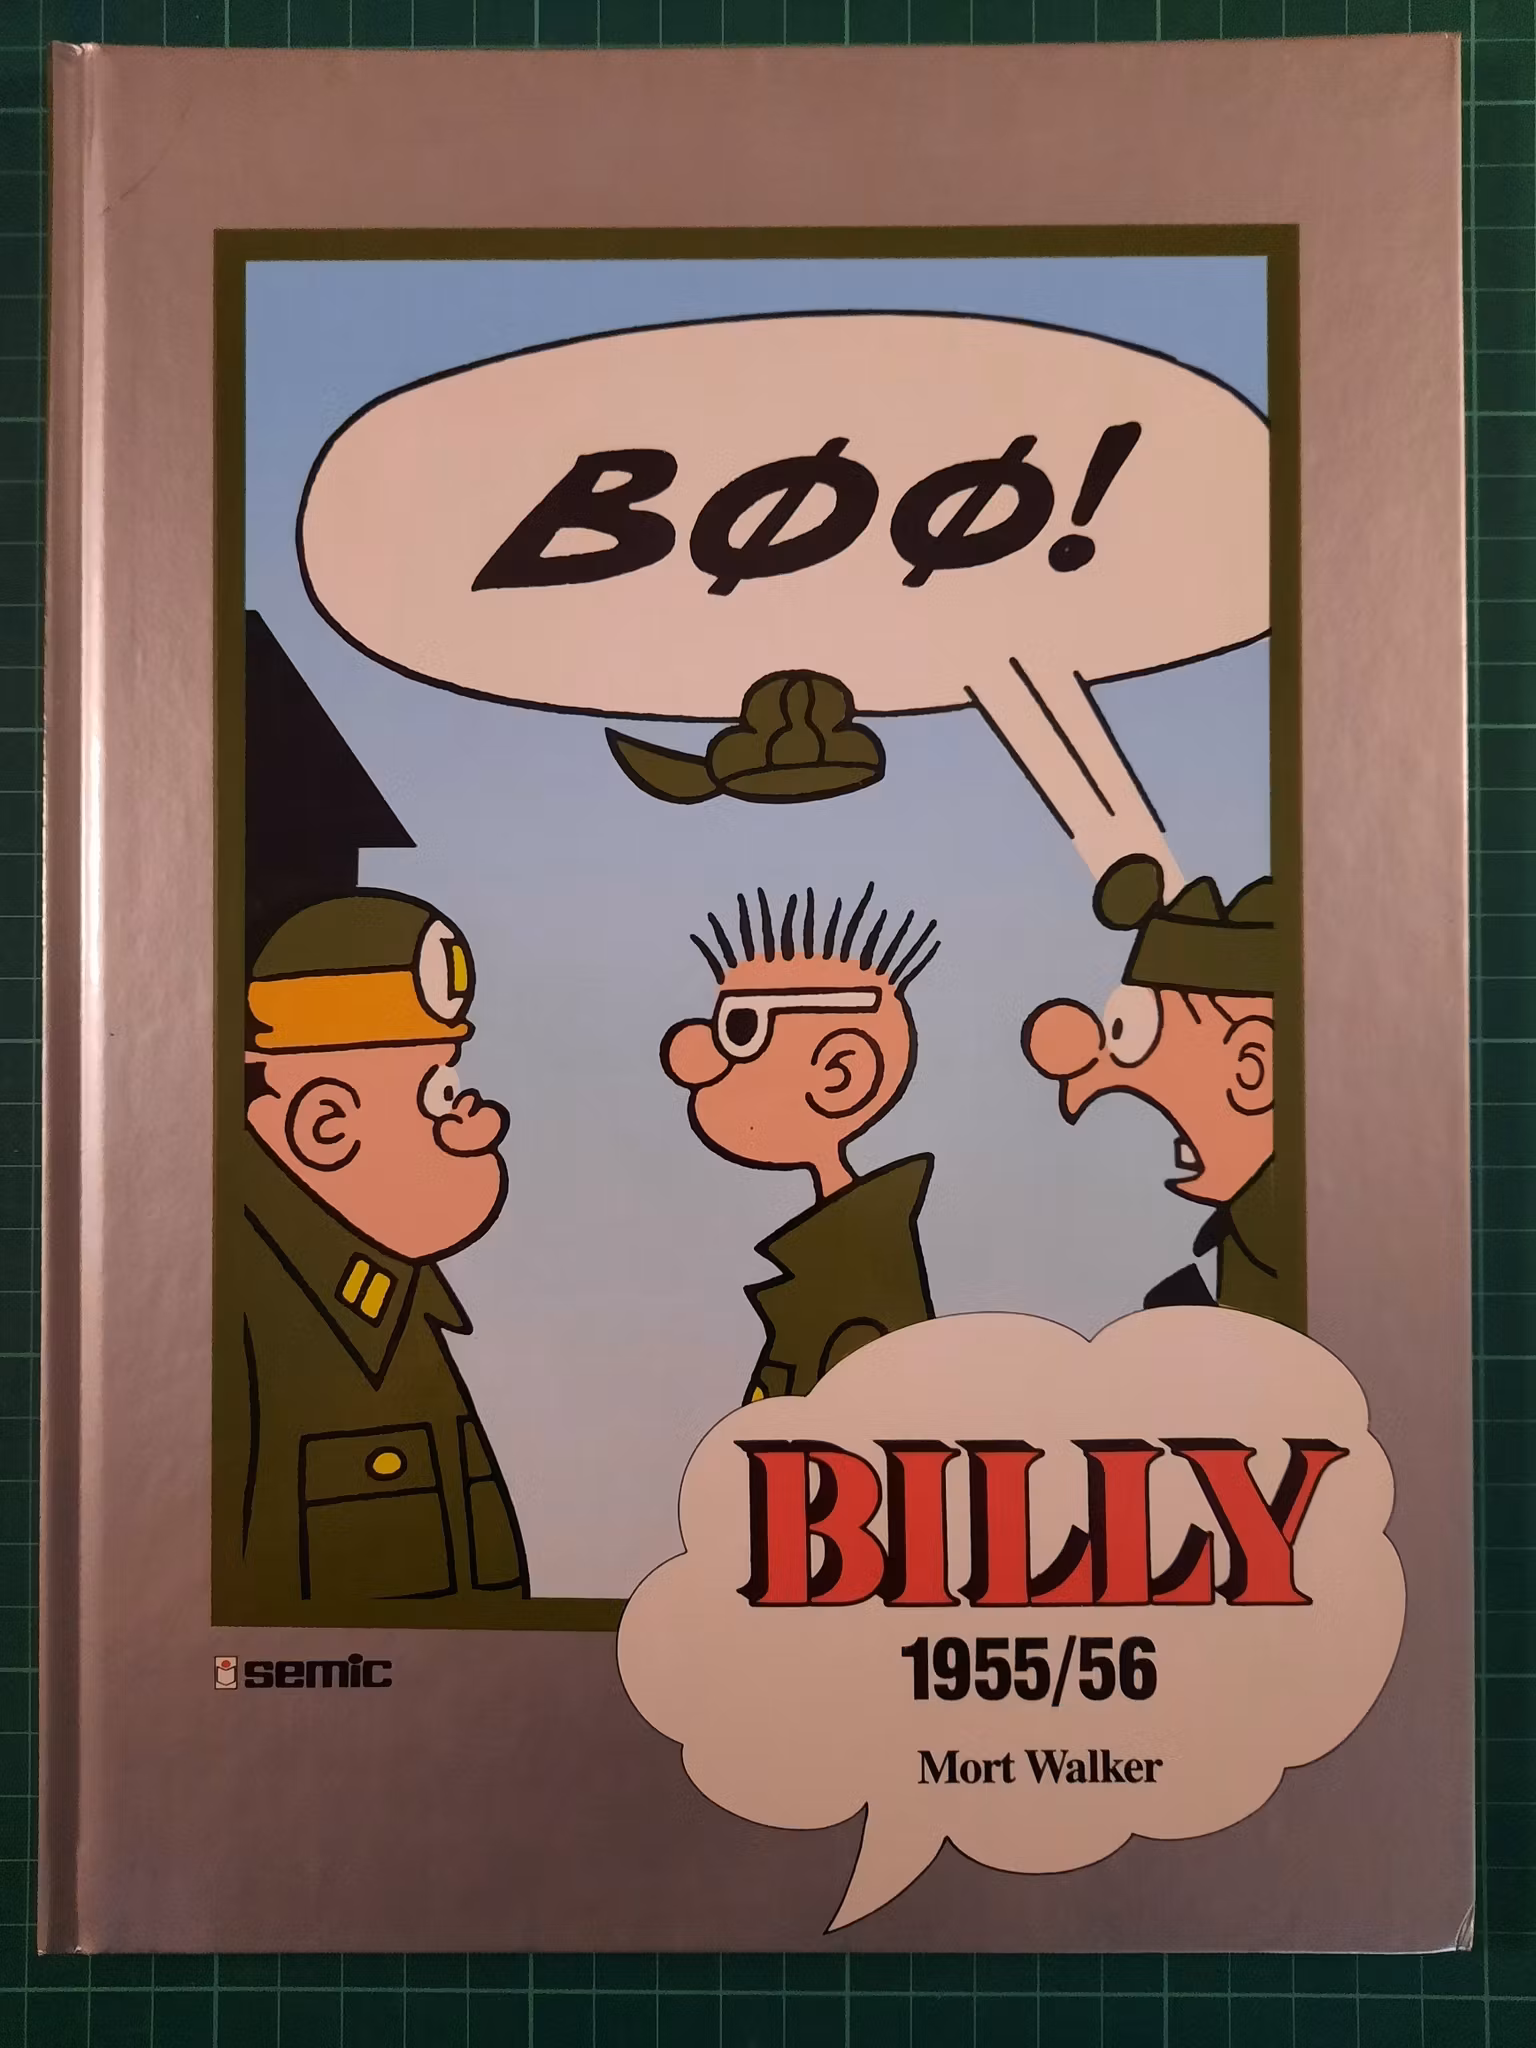 BØØ!
BILLY
1955/56
Mort Walker
semic